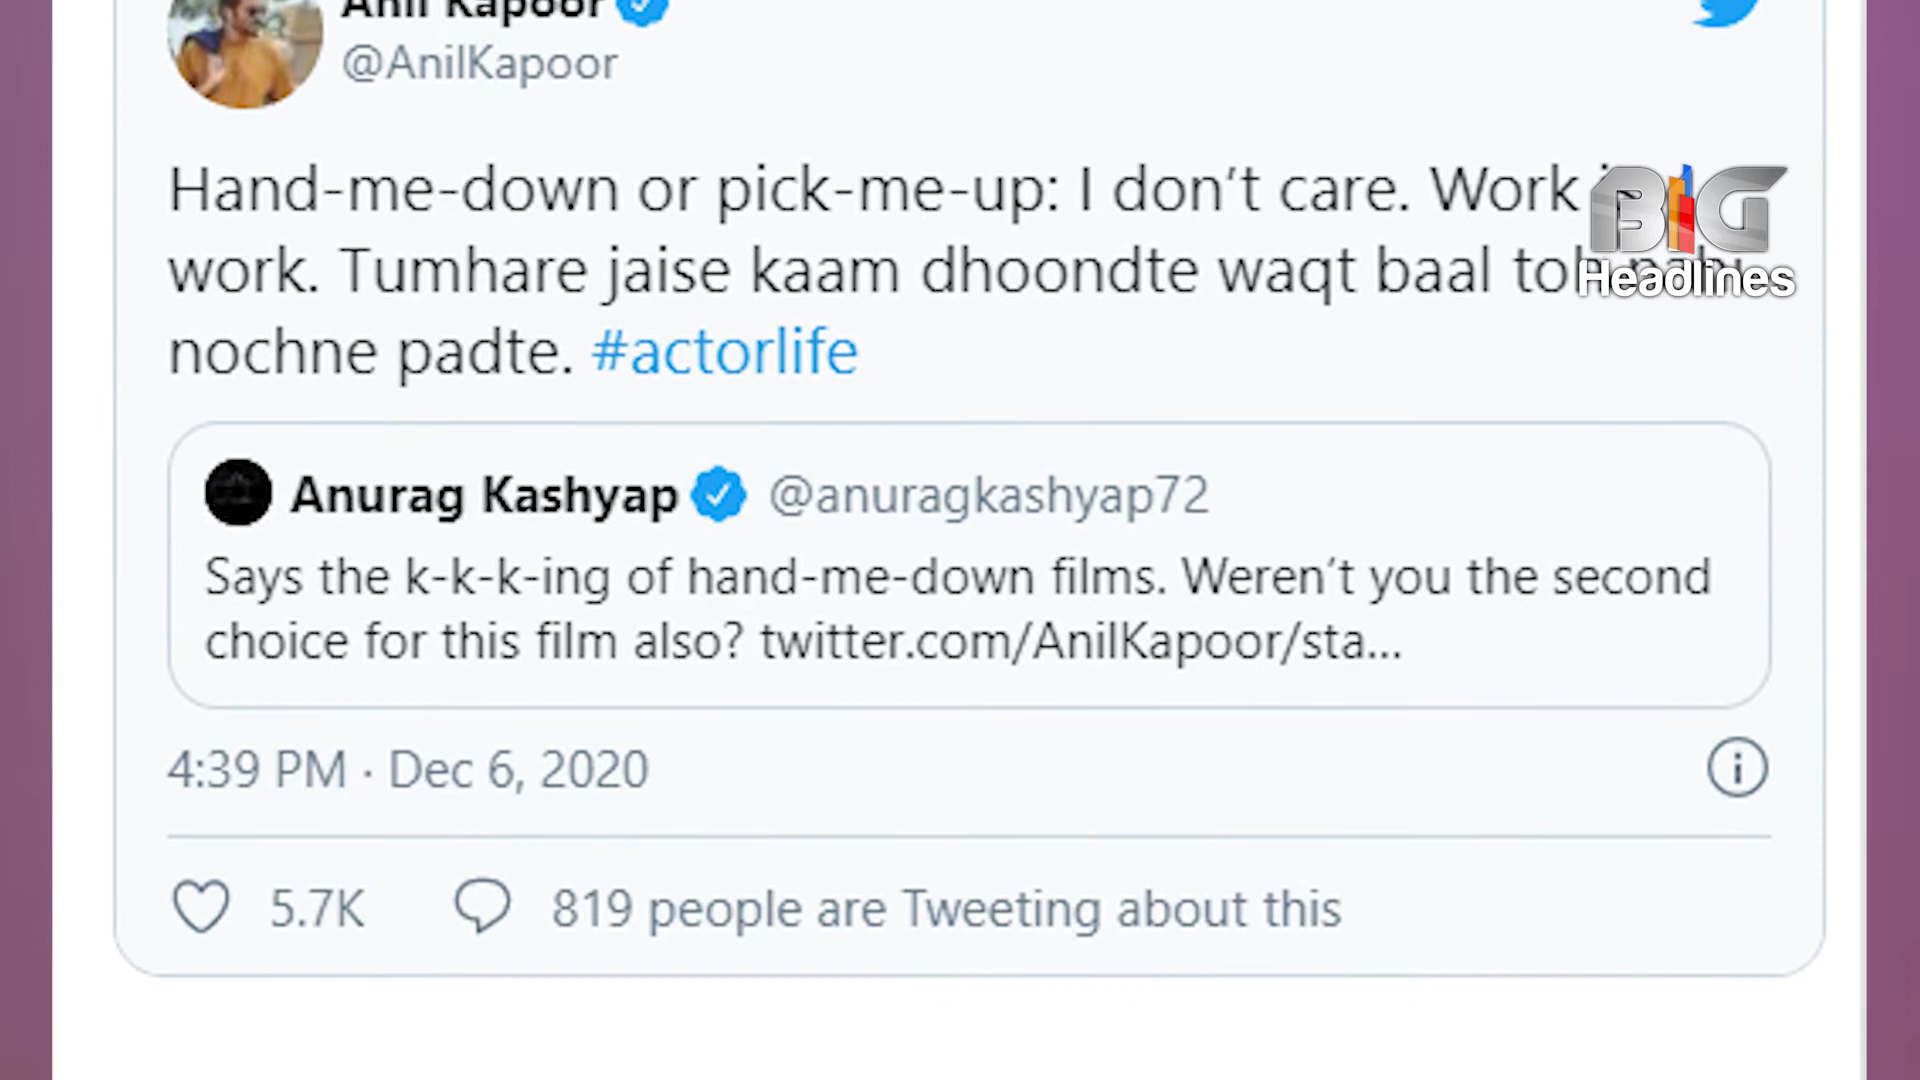 Anil Kapoor
@AnilKapoor
Hand-me-down or pick-me-up: I don't care. Work
work. Tumhare jaise kaam dhoondte waqt baal toh
nochne padte. #actorlife
BIG
Headlines
Anurag Kashyap @anuragkashyap72
Says the k-k-k-ing of hand-me-down films. Weren't you the second
choice for this film also? twitter.com/AnilKapoor/sta...
4:39 PM · Dec 6, 2020
5.7K 819 people are Tweeting about this